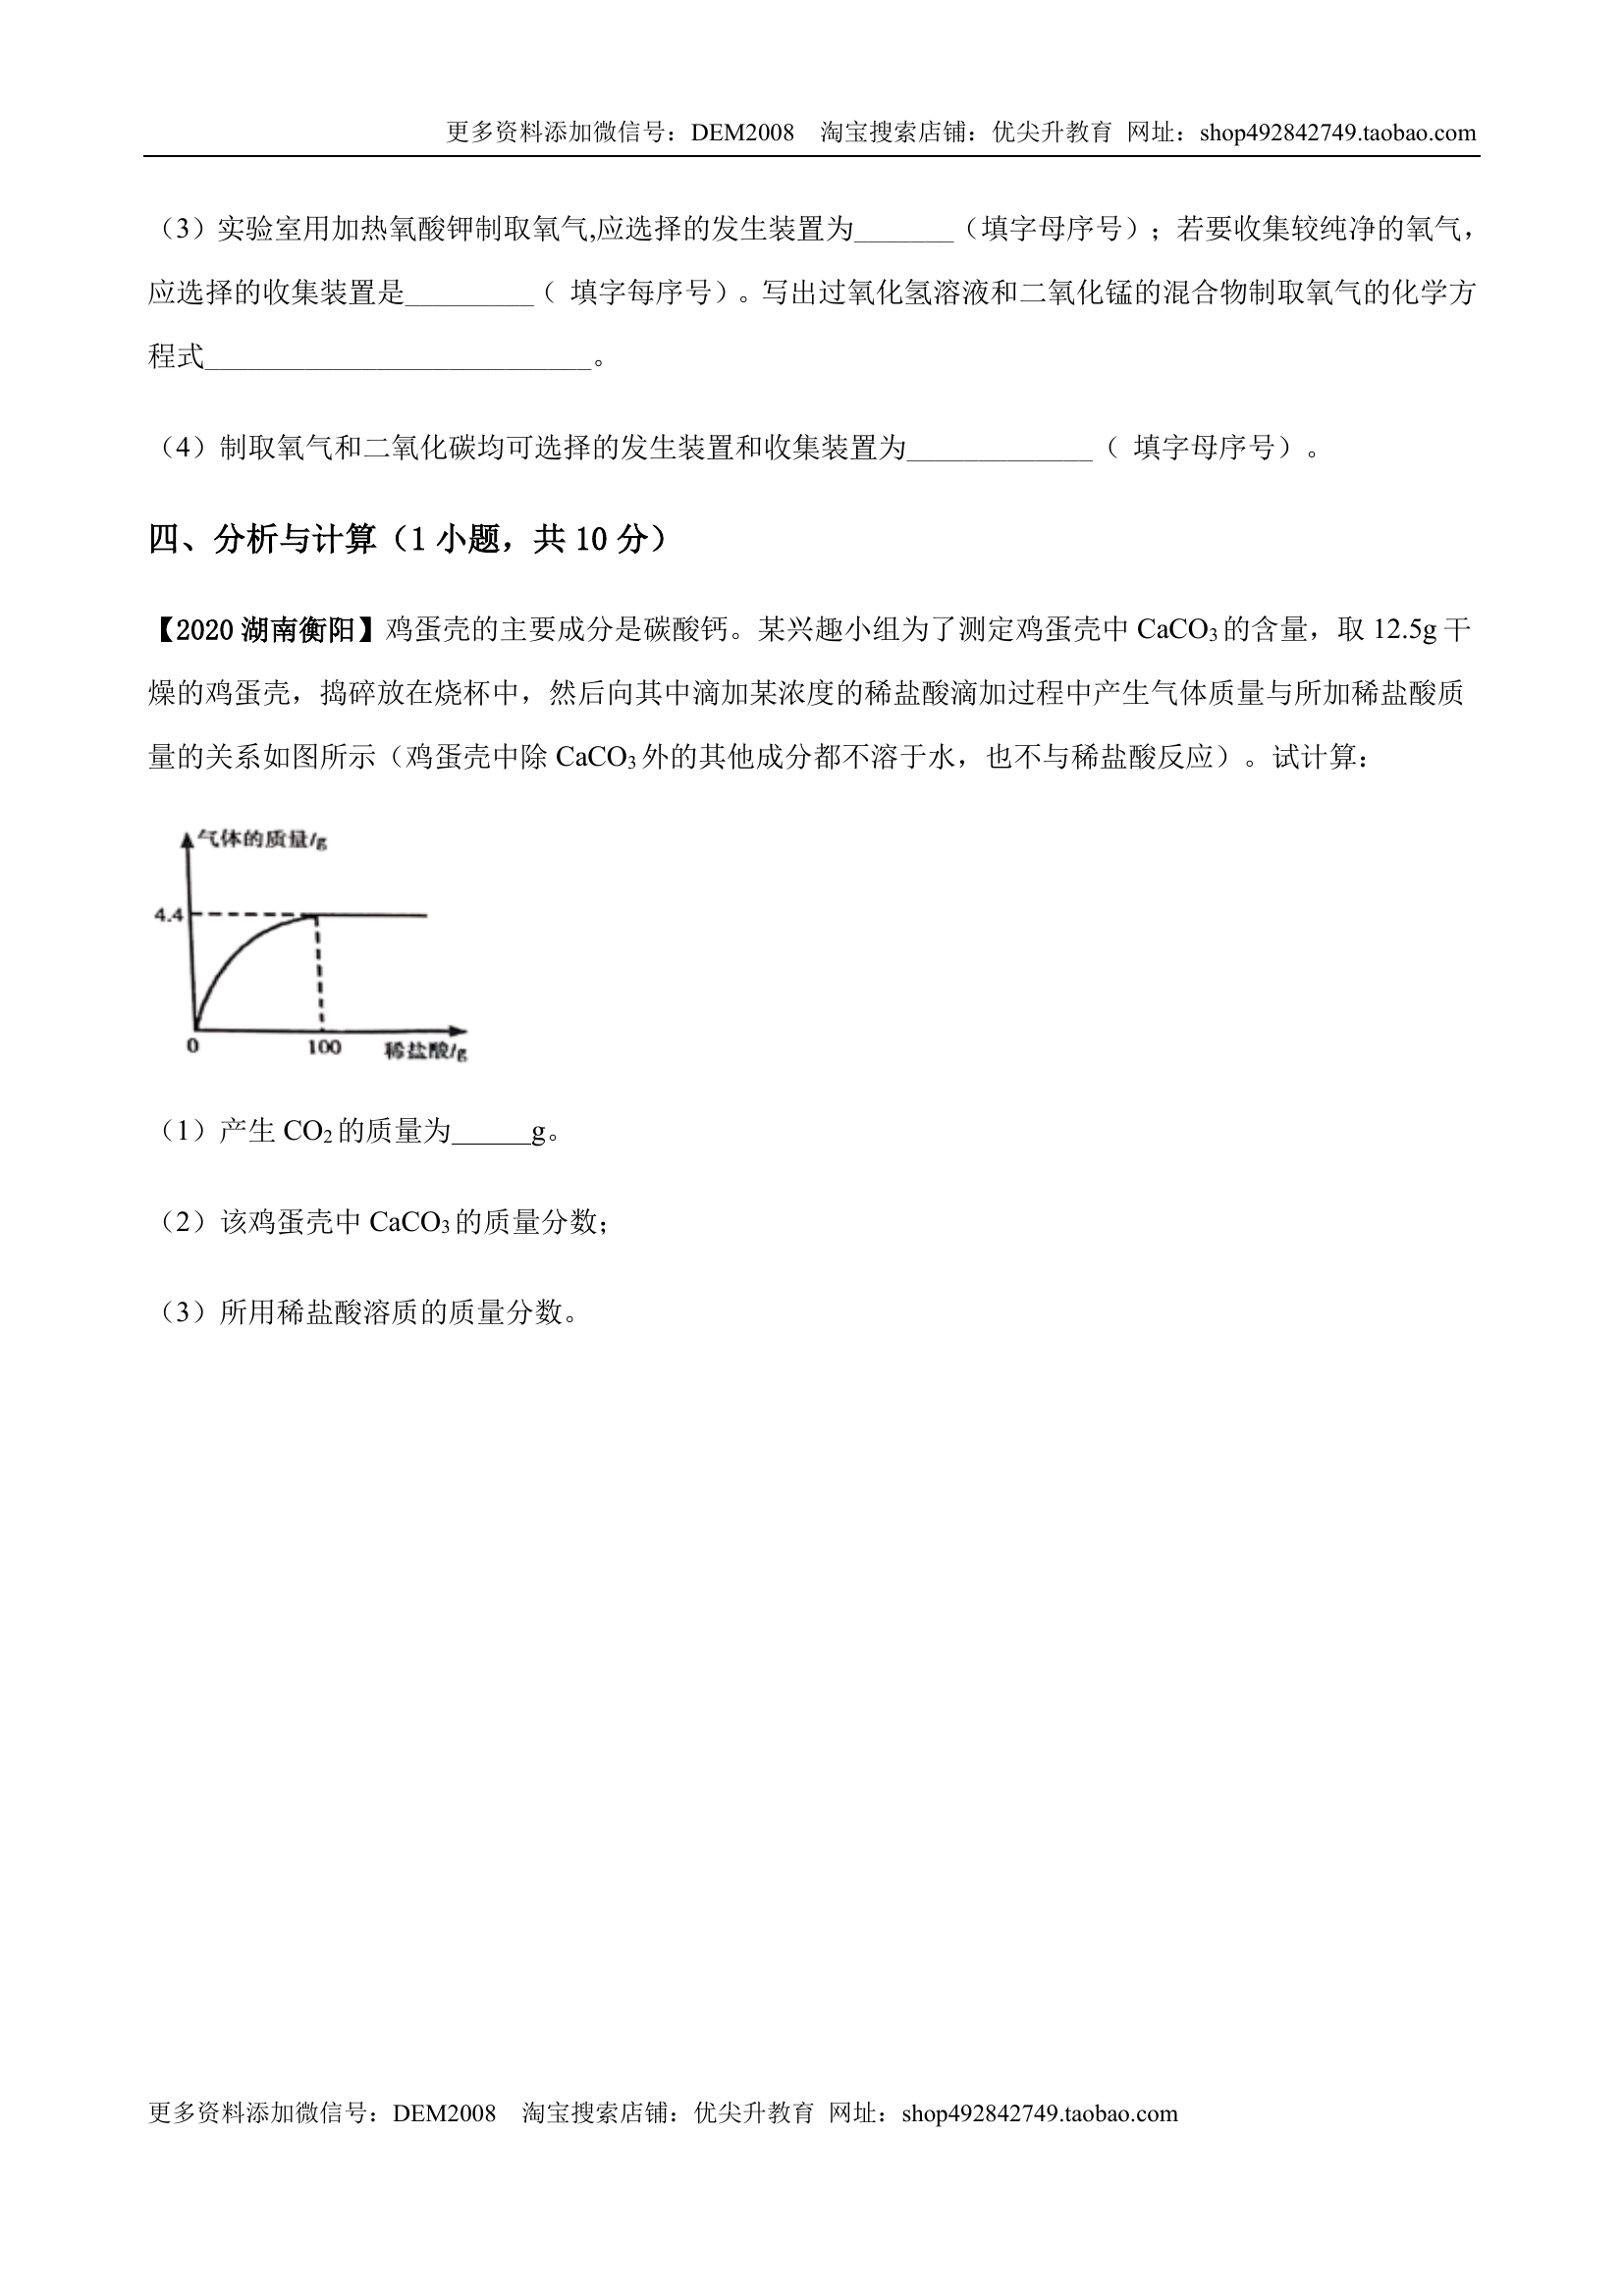 更多资料添加微信号：DEM2008　淘宝搜索店铺：优尖升教育 网址：shop492842749.taobao.com
（3）实验室用加热氧酸钾制取氧气,应选择的发生装置为_______（填字母序号）；若要收集较纯净的氧气，
应选择的收集装置是_________（ 填字每序号）。写出过氧化氢溶液和二氧化锰的混合物制取氧气的化学方
程式___________________________。
（4）制取氧气和二氧化碳均可选择的发生装置和收集装置为_____________（ 填字母序号）。
四、分析与计算（1 小题，共 10 分）
【2020 湖南衡阳】鸡蛋壳的主要成分是碳酸钙。某兴趣小组为了测定鸡蛋壳中 CaCO₃的含量，取 12.5g 干
燥的鸡蛋壳，捣碎放在烧杯中，然后向其中滴加某浓度的稀盐酸滴加过程中产生气体质量与所加稀盐酸质
量的关系如图所示（鸡蛋壳中除 CaCO₃外的其他成分都不溶于水，也不与稀盐酸反应）。试计算：
气体的质量/g
4.4
0 100 稀盐酸/g
（1）产生 CO₂的质量为_____g。
（2）该鸡蛋壳中 CaCO₃的质量分数；
（3）所用稀盐酸溶质的质量分数。
更多资料添加微信号：DEM2008　淘宝搜索店铺：优尖升教育 网址：shop492842749.taobao.com